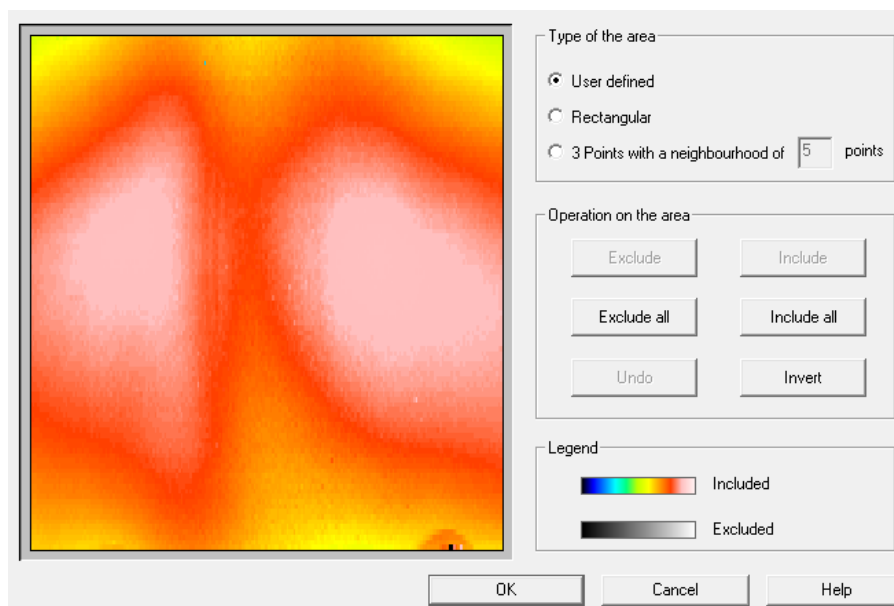 Type of the area
User defined
Rectangular
3 Points with a neighbourhood of 5 points
Operation on the area
Exclude Include
Exclude all Include all
Undo Invert
Legend
Included
Excluded
OK Cancel Help